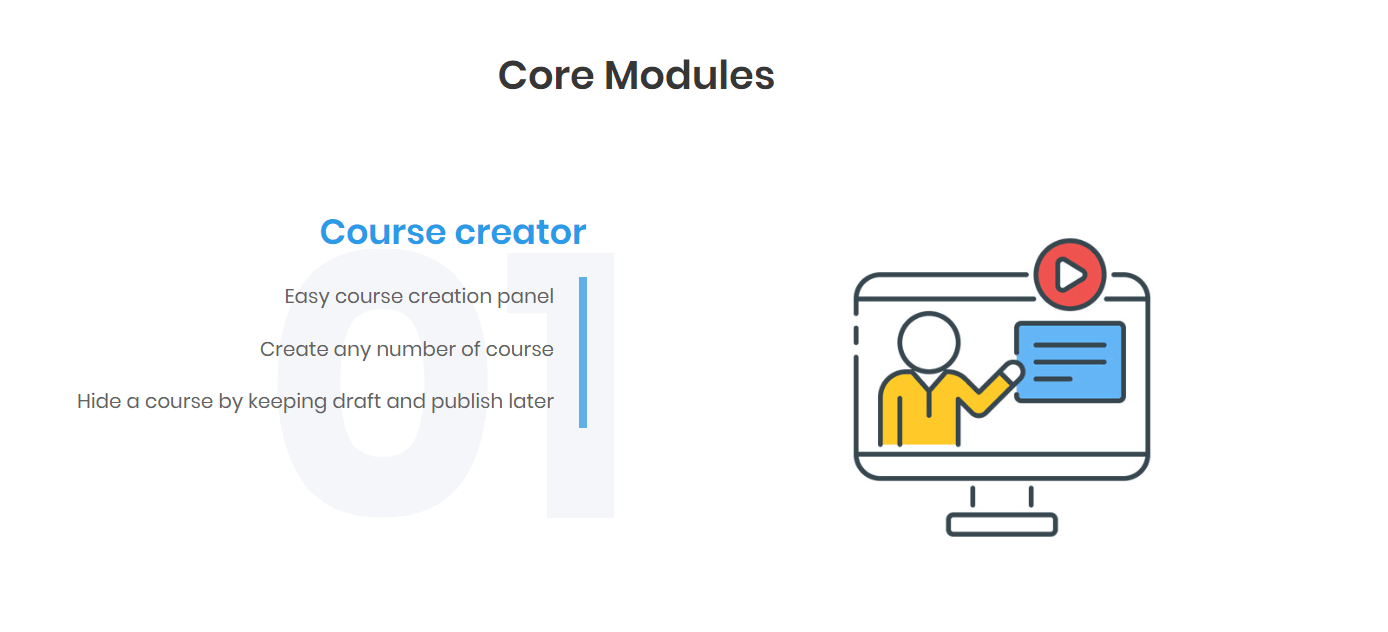 Core Modules
Course creator
01
Easy course creation panel
Create any number of course
Hide a course by keeping draft and publish later